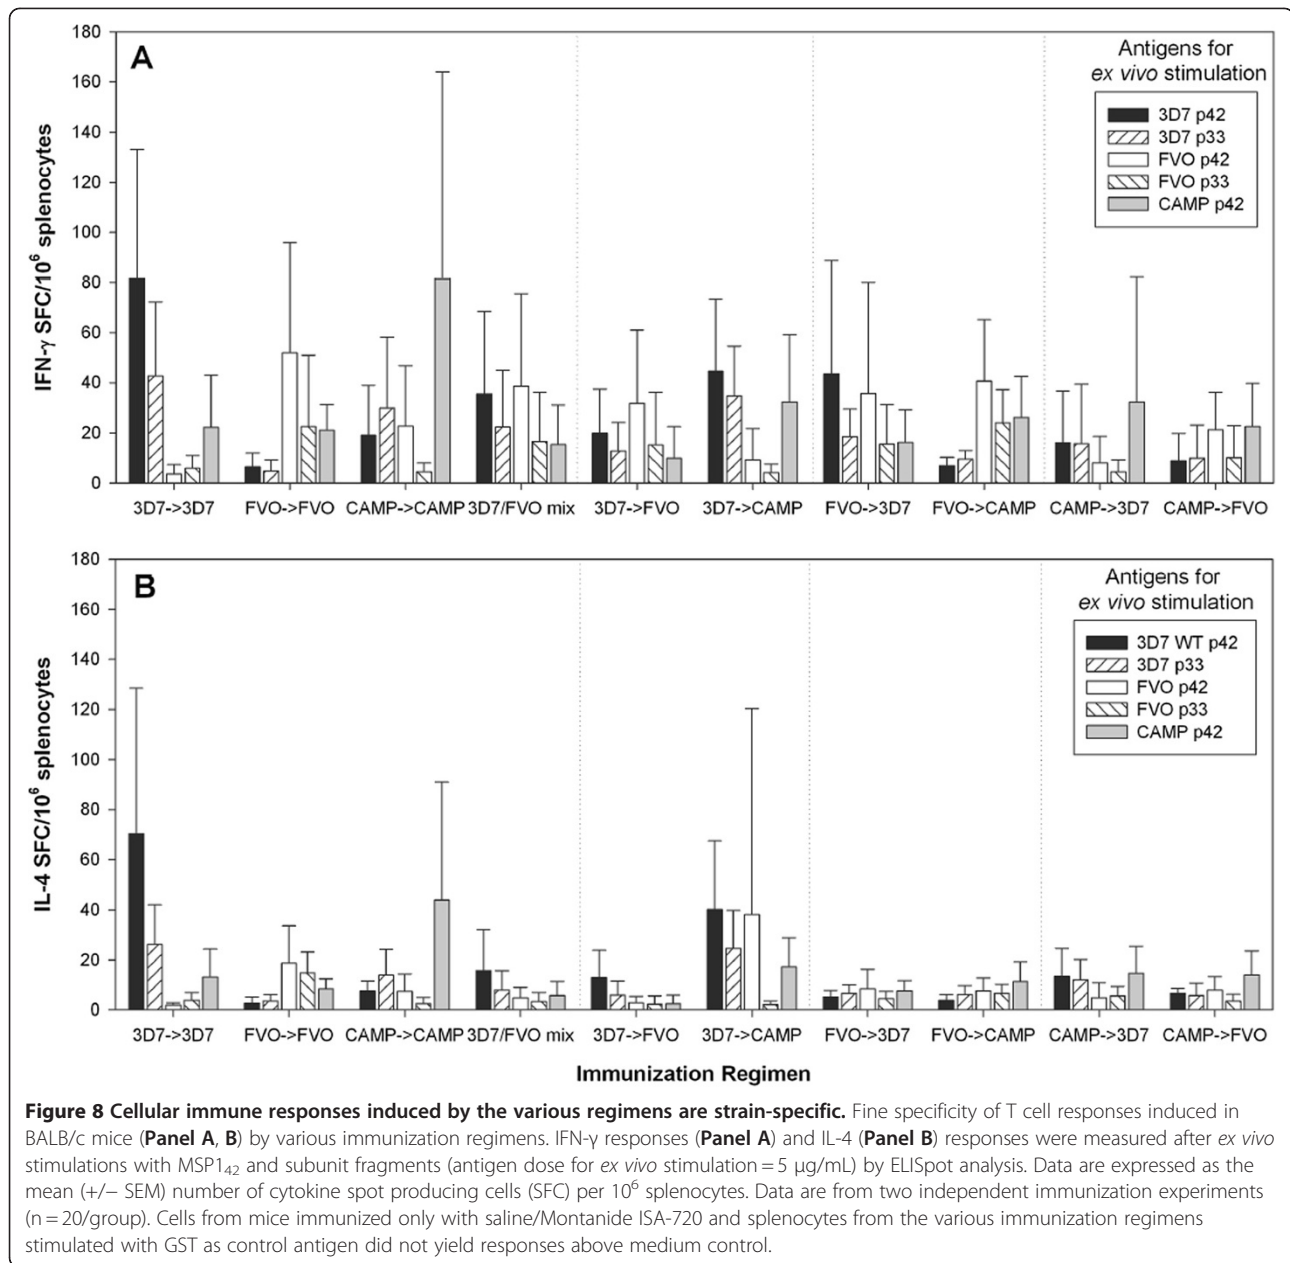 A
Antigens for
ex vivo stimulation
3D7 p42
3D7 p33
FVO p42
FVO p33
CAMP p42
IFN-γ SFC/10⁶ splenocytes
180
160
140
120
100
80
60
40
20
0
3D7->3D7 FVO->FVO CAMP->CAMP 3D7/FVO mix 3D7->FVO 3D7->CAMP FVO->3D7 FVO->CAMP CAMP->3D7 CAMP->FVO
B
Antigens for
ex vivo stimulation
3D7 WT p42
3D7 p33
FVO p42
FVO p33
CAMP p42
IL-4 SFC/10⁶ splenocytes
180
160
140
120
100
80
60
40
20
0
3D7->3D7 FVO->FVO CAMP->CAMP 3D7/FVO mix 3D7->FVO 3D7->CAMP FVO->3D7 FVO->CAMP CAMP->3D7 CAMP->FVO
Immunization Regimen
Figure 8 Cellular immune responses induced by the various regimens are strain-specific. Fine specificity of T cell responses induced in
BALB/c mice (Panel A, B) by various immunization regimens. IFN-γ responses (Panel A) and IL-4 (Panel B) responses were measured after ex vivo
stimulations with MSP1₄₂ and subunit fragments (antigen dose for ex vivo stimulation = 5 μg/mL) by ELISpot analysis. Data are expressed as the
mean (+/− SEM) number of cytokine spot producing cells (SFC) per 10⁶ splenocytes. Data are from two independent immunization experiments
(n = 20/group). Cells from mice immunized only with saline/Montanide ISA-720 and splenocytes from the various immunization regimens
stimulated with GST as control antigen did not yield responses above medium control.